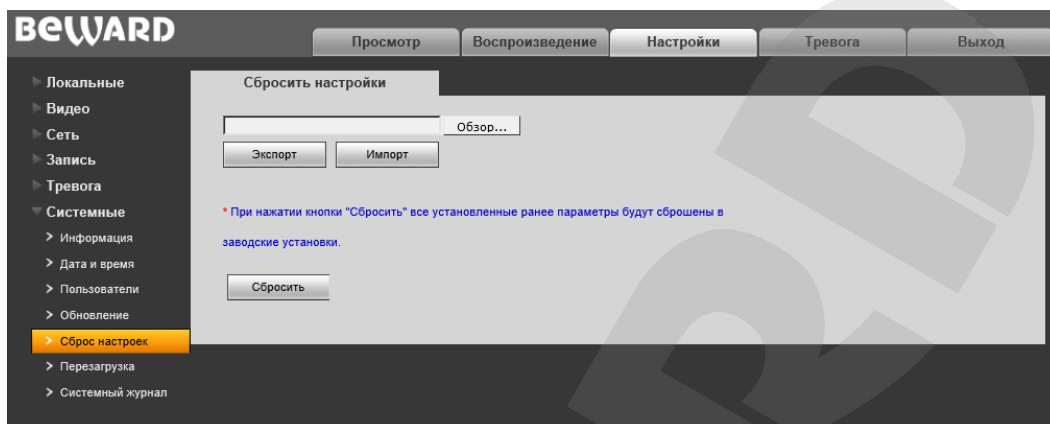 BEWARD
Просмотр
Воспроизведение
Настройки
Тревога
Выход
Локальные
Видео
Сеть
Запись
Тревога
Системные
Информация
Дата и время
Пользователи
Обновление
Сброс настроек
Перезагрузка
Системный журнал
Сбросить настройки
Обзор...
Экспорт
Импорт
* При нажатии кнопки "Сбросить" все установленные ранее параметры будут сброшены в
заводские установки.
Сбросить